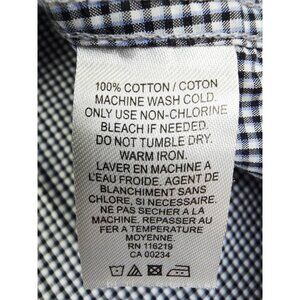 100% COTTON / COTON
MACHINE WASH COLD.
ONLY USE NON-CHLORINE
BLEACH IF NEEDED.
DO NOT TUMBLE DRY.
WARM IRON.
LAVER EN MACHINE A
L'EAU FROIDE. AGENT DE
BLANCHIMENT SANS
CHLORE, SI NECESSAIRE.
NE PAS SECHER A LA
MACHINE. REPASSER AU
FER A TEMPERATURE
MOYENNE.
RN 116219
CA 00234